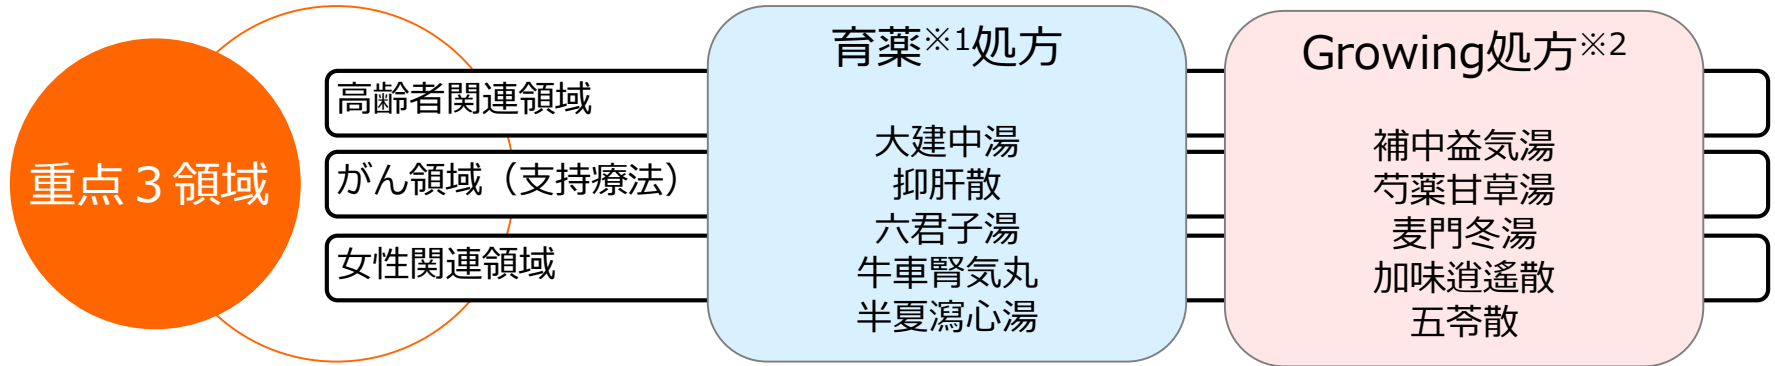 重点３領域
高齢者関連領域
がん領域（支持療法）
女性関連領域
育薬※1処方
大建中湯
抑肝散
六君子湯
牛車腎気丸
半夏瀉心湯
Growing処方※2
補中益気湯
芍薬甘草湯
麦門冬湯
加味逍遙散
五苓散